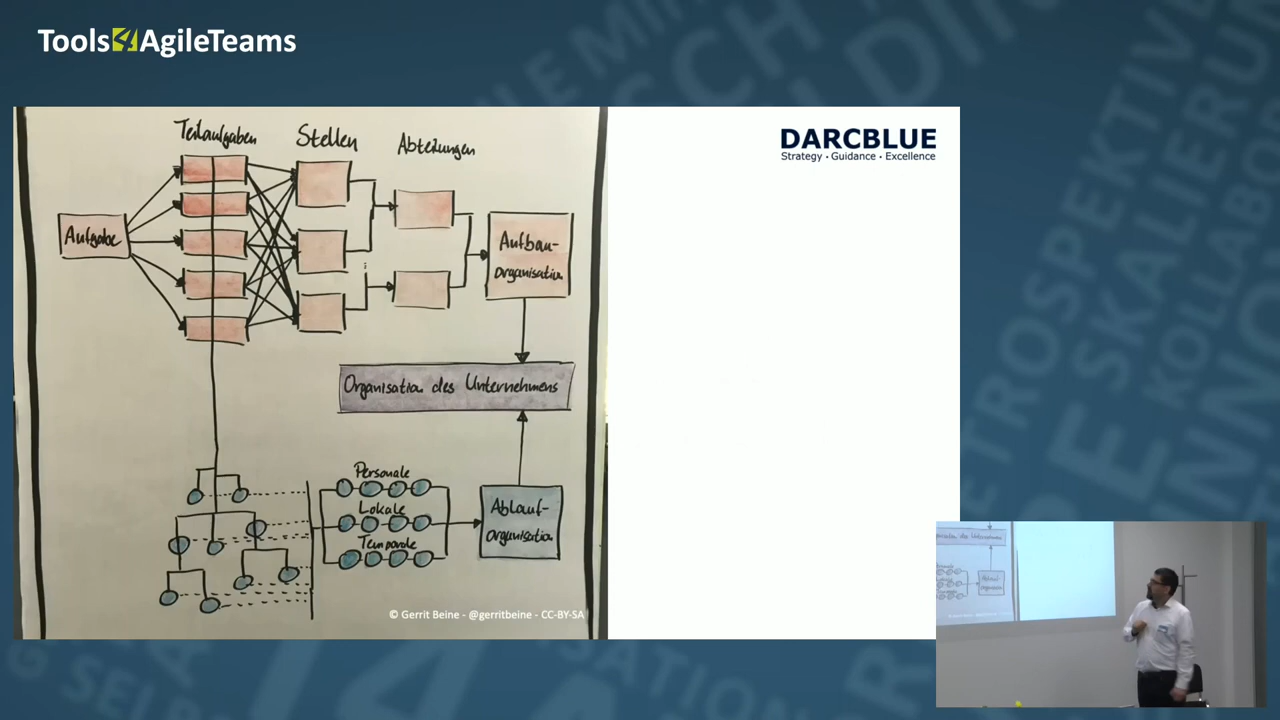 Tools4AgileTeams
DARCBLUE
Strategy · Guidance · Excellence
Teilaufgaben
Stellen
Abteilungen
Aufgabe
Aufbau-
organisation
Organisation des Unternehmens
Personale
Lokale
Temporale
Ablauf-
organisation
© Gerrit Beine - @gerritbeine - CC-BY-SA